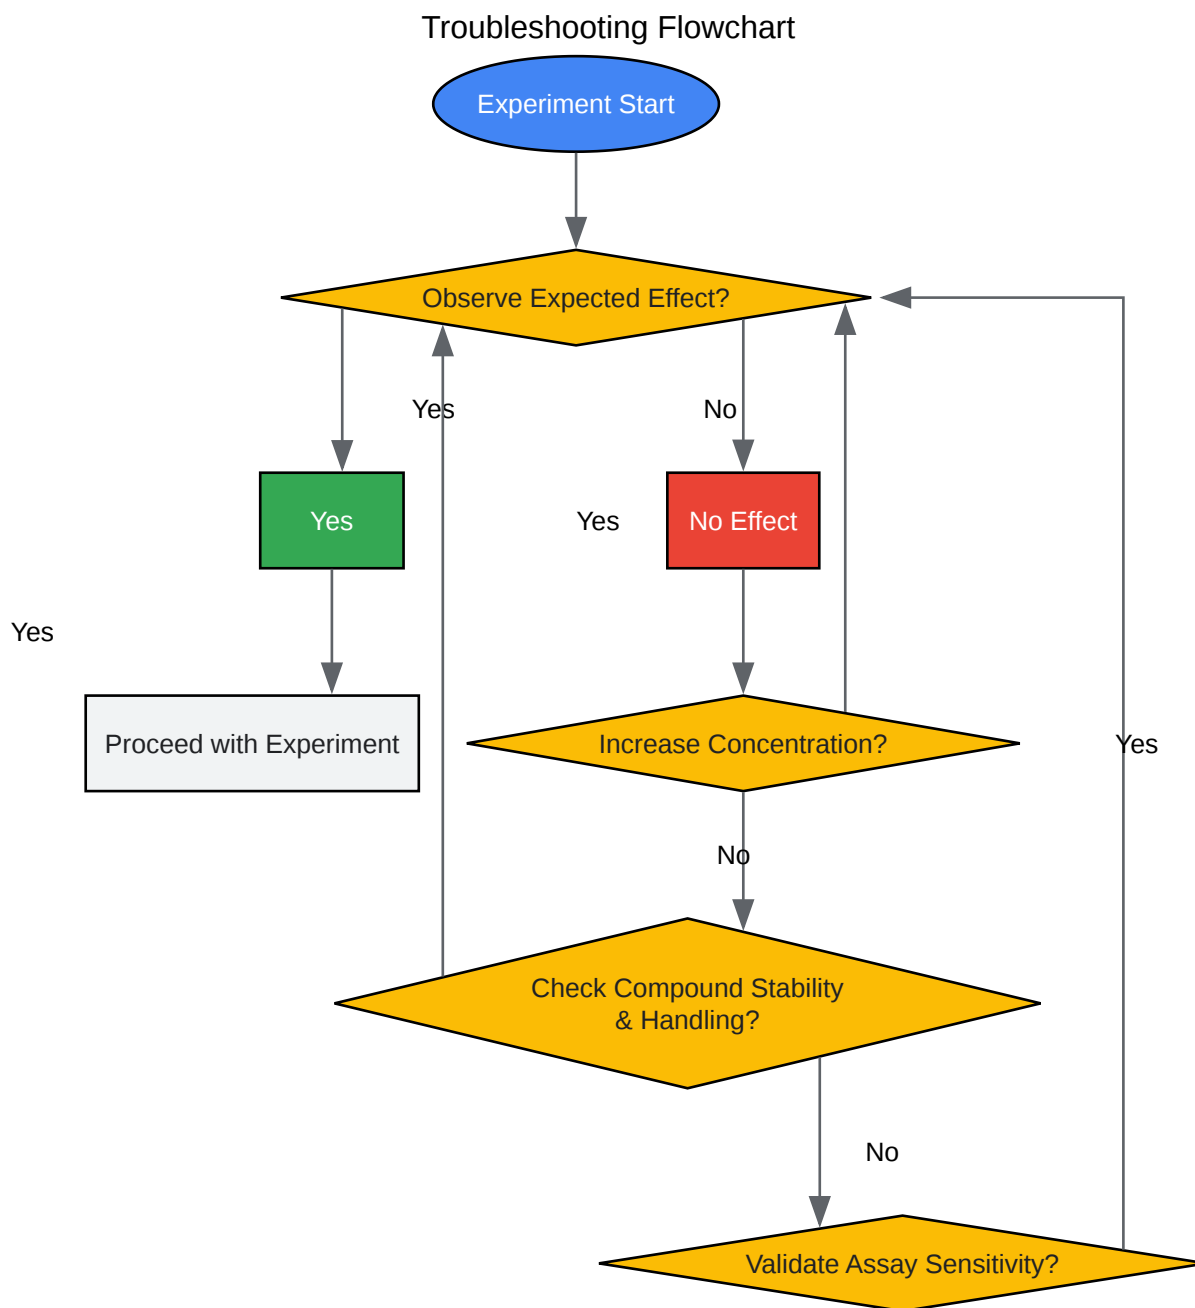 Troubleshooting Flowchart
Experiment Start
Observe Expected Effect?
Yes
No
Yes
Yes
No Effect
Yes
Proceed with Experiment
Increase Concentration?
Yes
No
Check Compound Stability
& Handling?
No
Validate Assay Sensitivity?